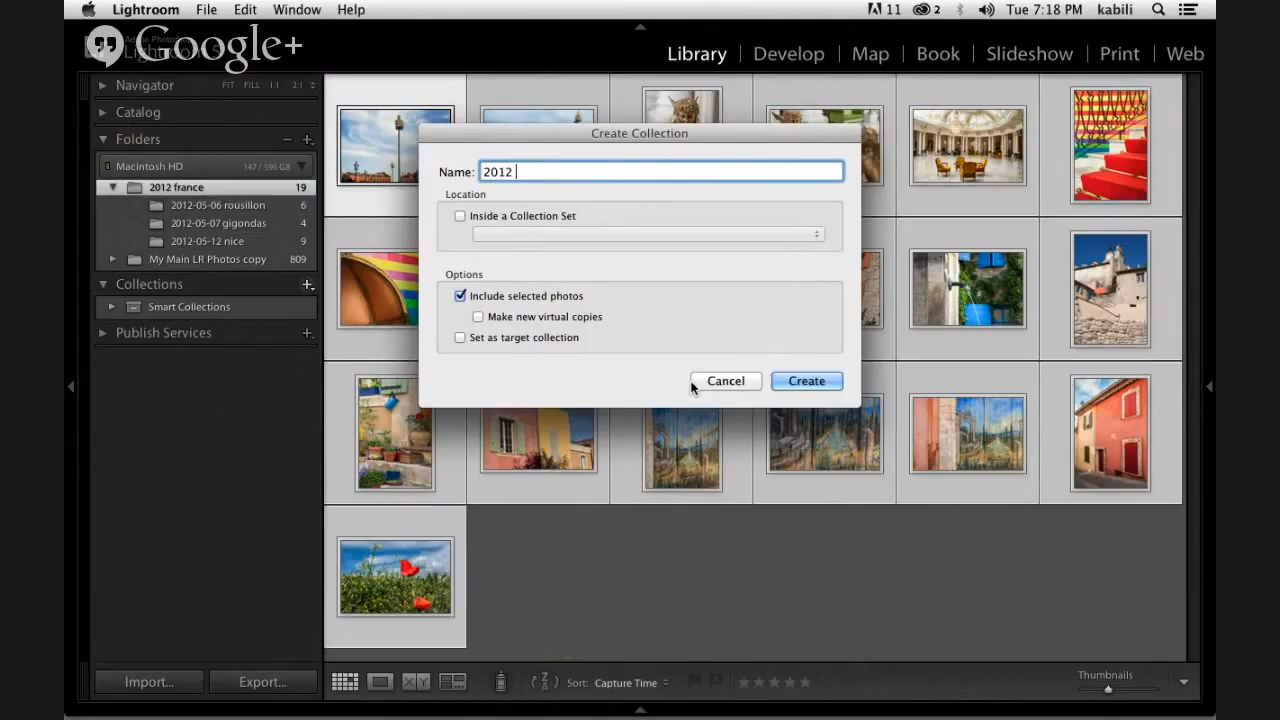 Lightroom File Edit Window Help 11 2 Tue 7:18 PM kabili
Google+
Library | Develop | Map | Book | Slideshow | Print | Web
Navigator FIT FILL 1:1 2:1
Catalog
Folders
Macintosh HD 147 / 595 GB
2012 france 19
2012-05-06 rousillon 6
2012-05-07 gigondas 4
2012-05-12 nice 9
My Main LR Photos copy 809
Collections
Smart Collections
Publish Services
Create Collection
Name: 2012
Location
Inside a Collection Set
Options
Include selected photos
Make new virtual copies
Set as target collection
Cancel Create
Import... Export... Sort: Capture Time Thumbnails